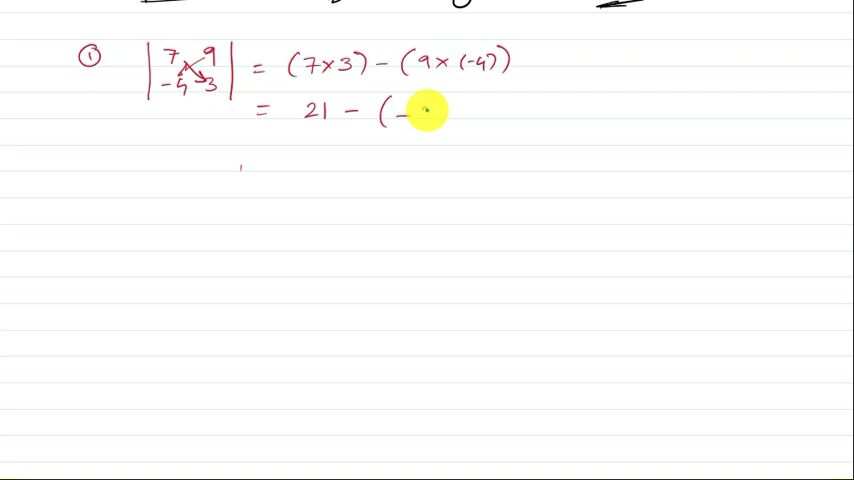 ① | 7 9 | = (7×3) - (9×(-4))
| -4 3 |
= 21 - (-